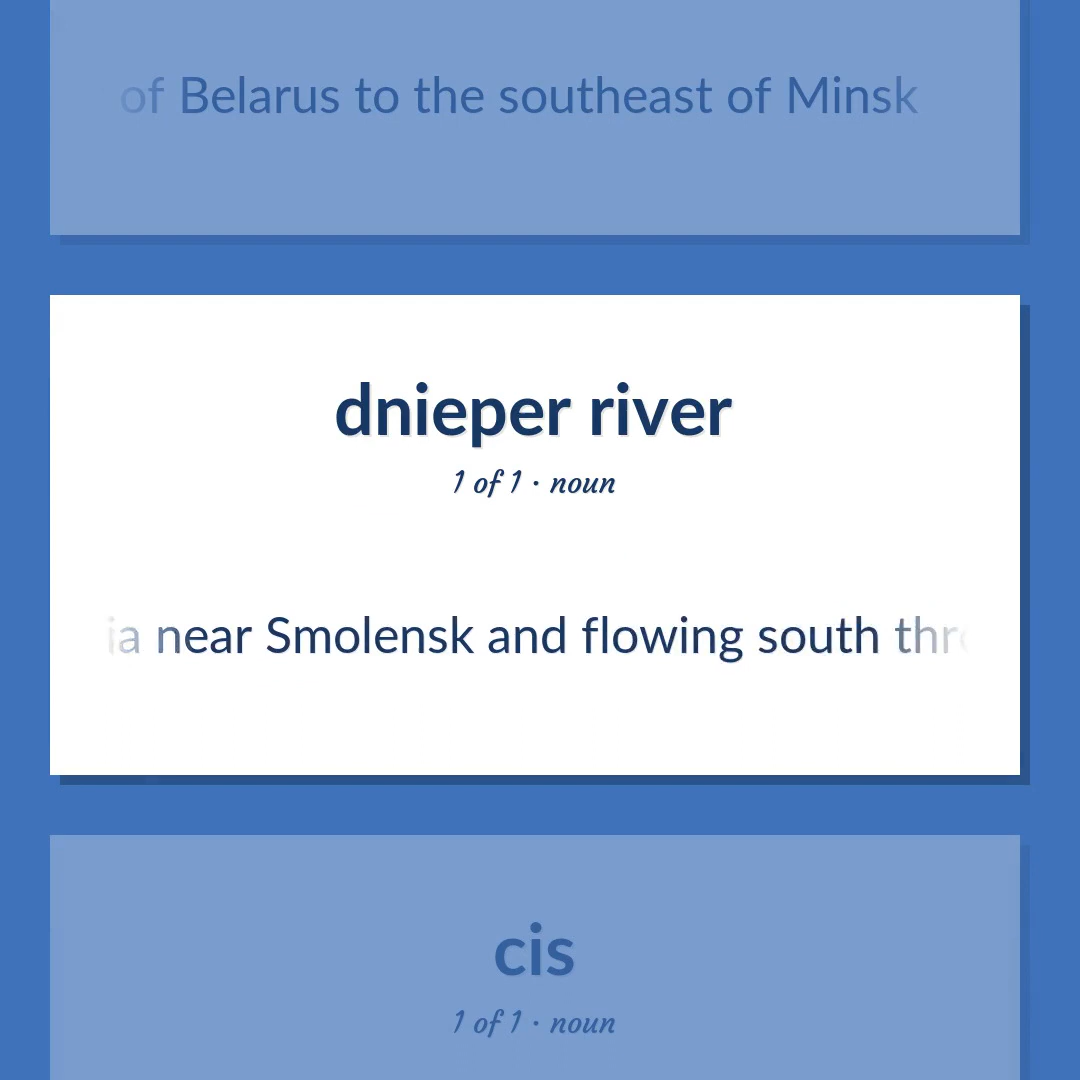 of Belarus to the southeast of Minsk
dnieper river
1 of 1 · noun
near Smolensk and flowing south
cis
1 of 1 · noun